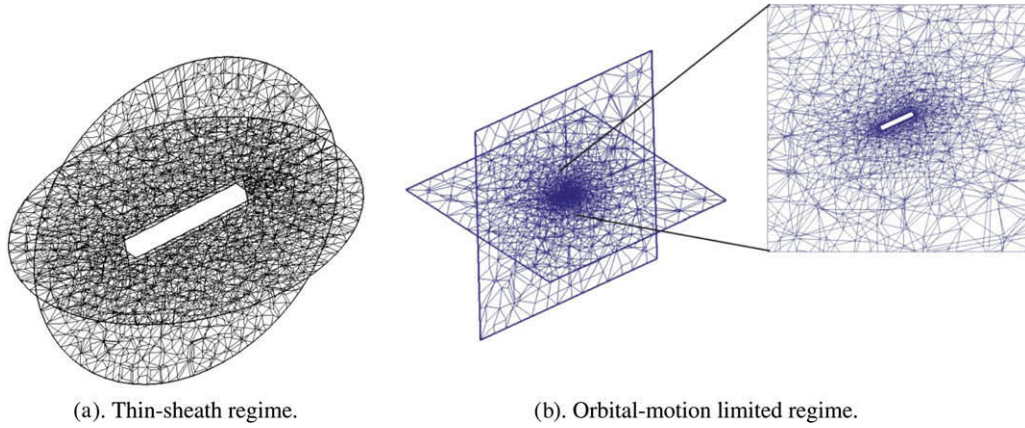 (a). Thin-sheath regime.
(b). Orbital-motion limited regime.